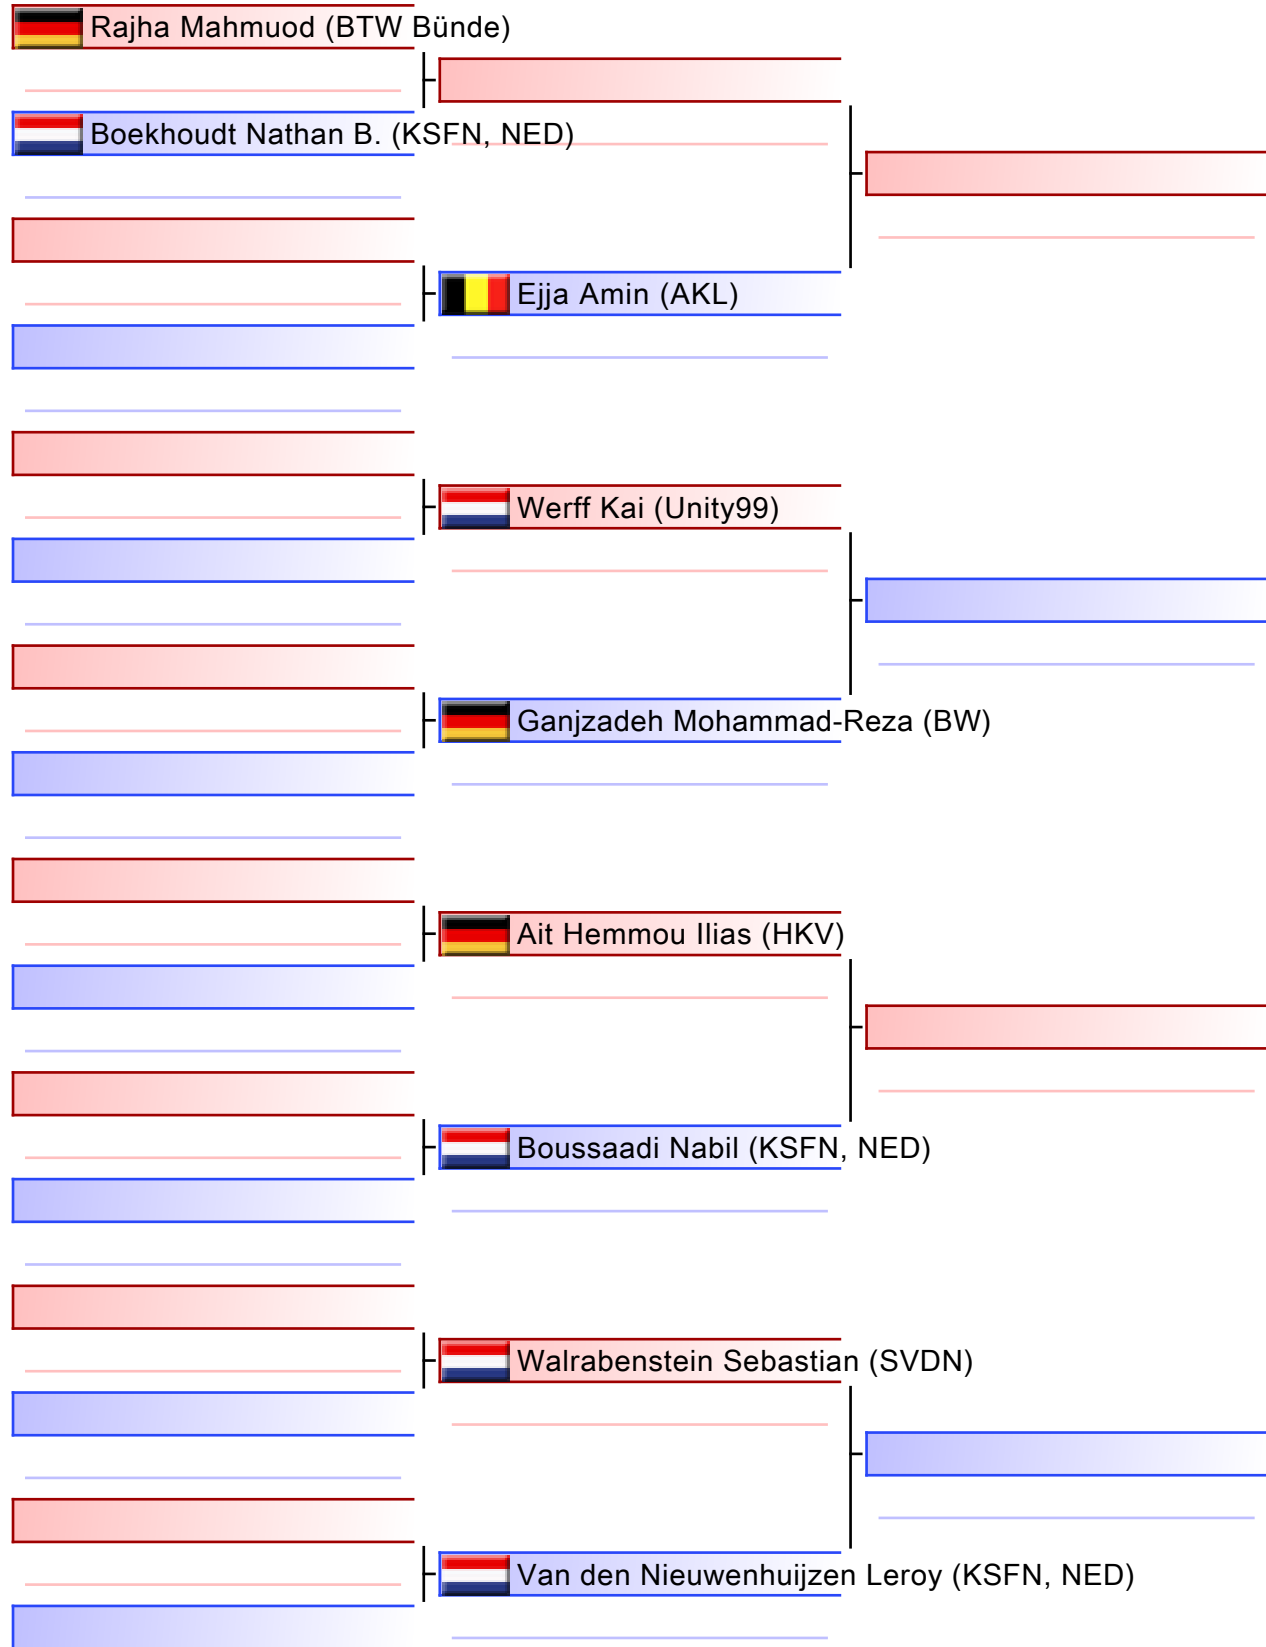 Rajha Mahmuod (BTW Bünde)
Boekhoudt Nathan B. (KSFN, NED)
Ejja Amin (AKL)
Werff Kai (Unity99)
Ganjzadeh Mohammad-Reza (BW)
Ait Hemmou Ilias (HKV)
Boussaadi Nabil (KSFN, NED)
Walrabenstein Sebastian (SVDN)
Van den Nieuwenhuijzen Leroy (KSFN, NED)